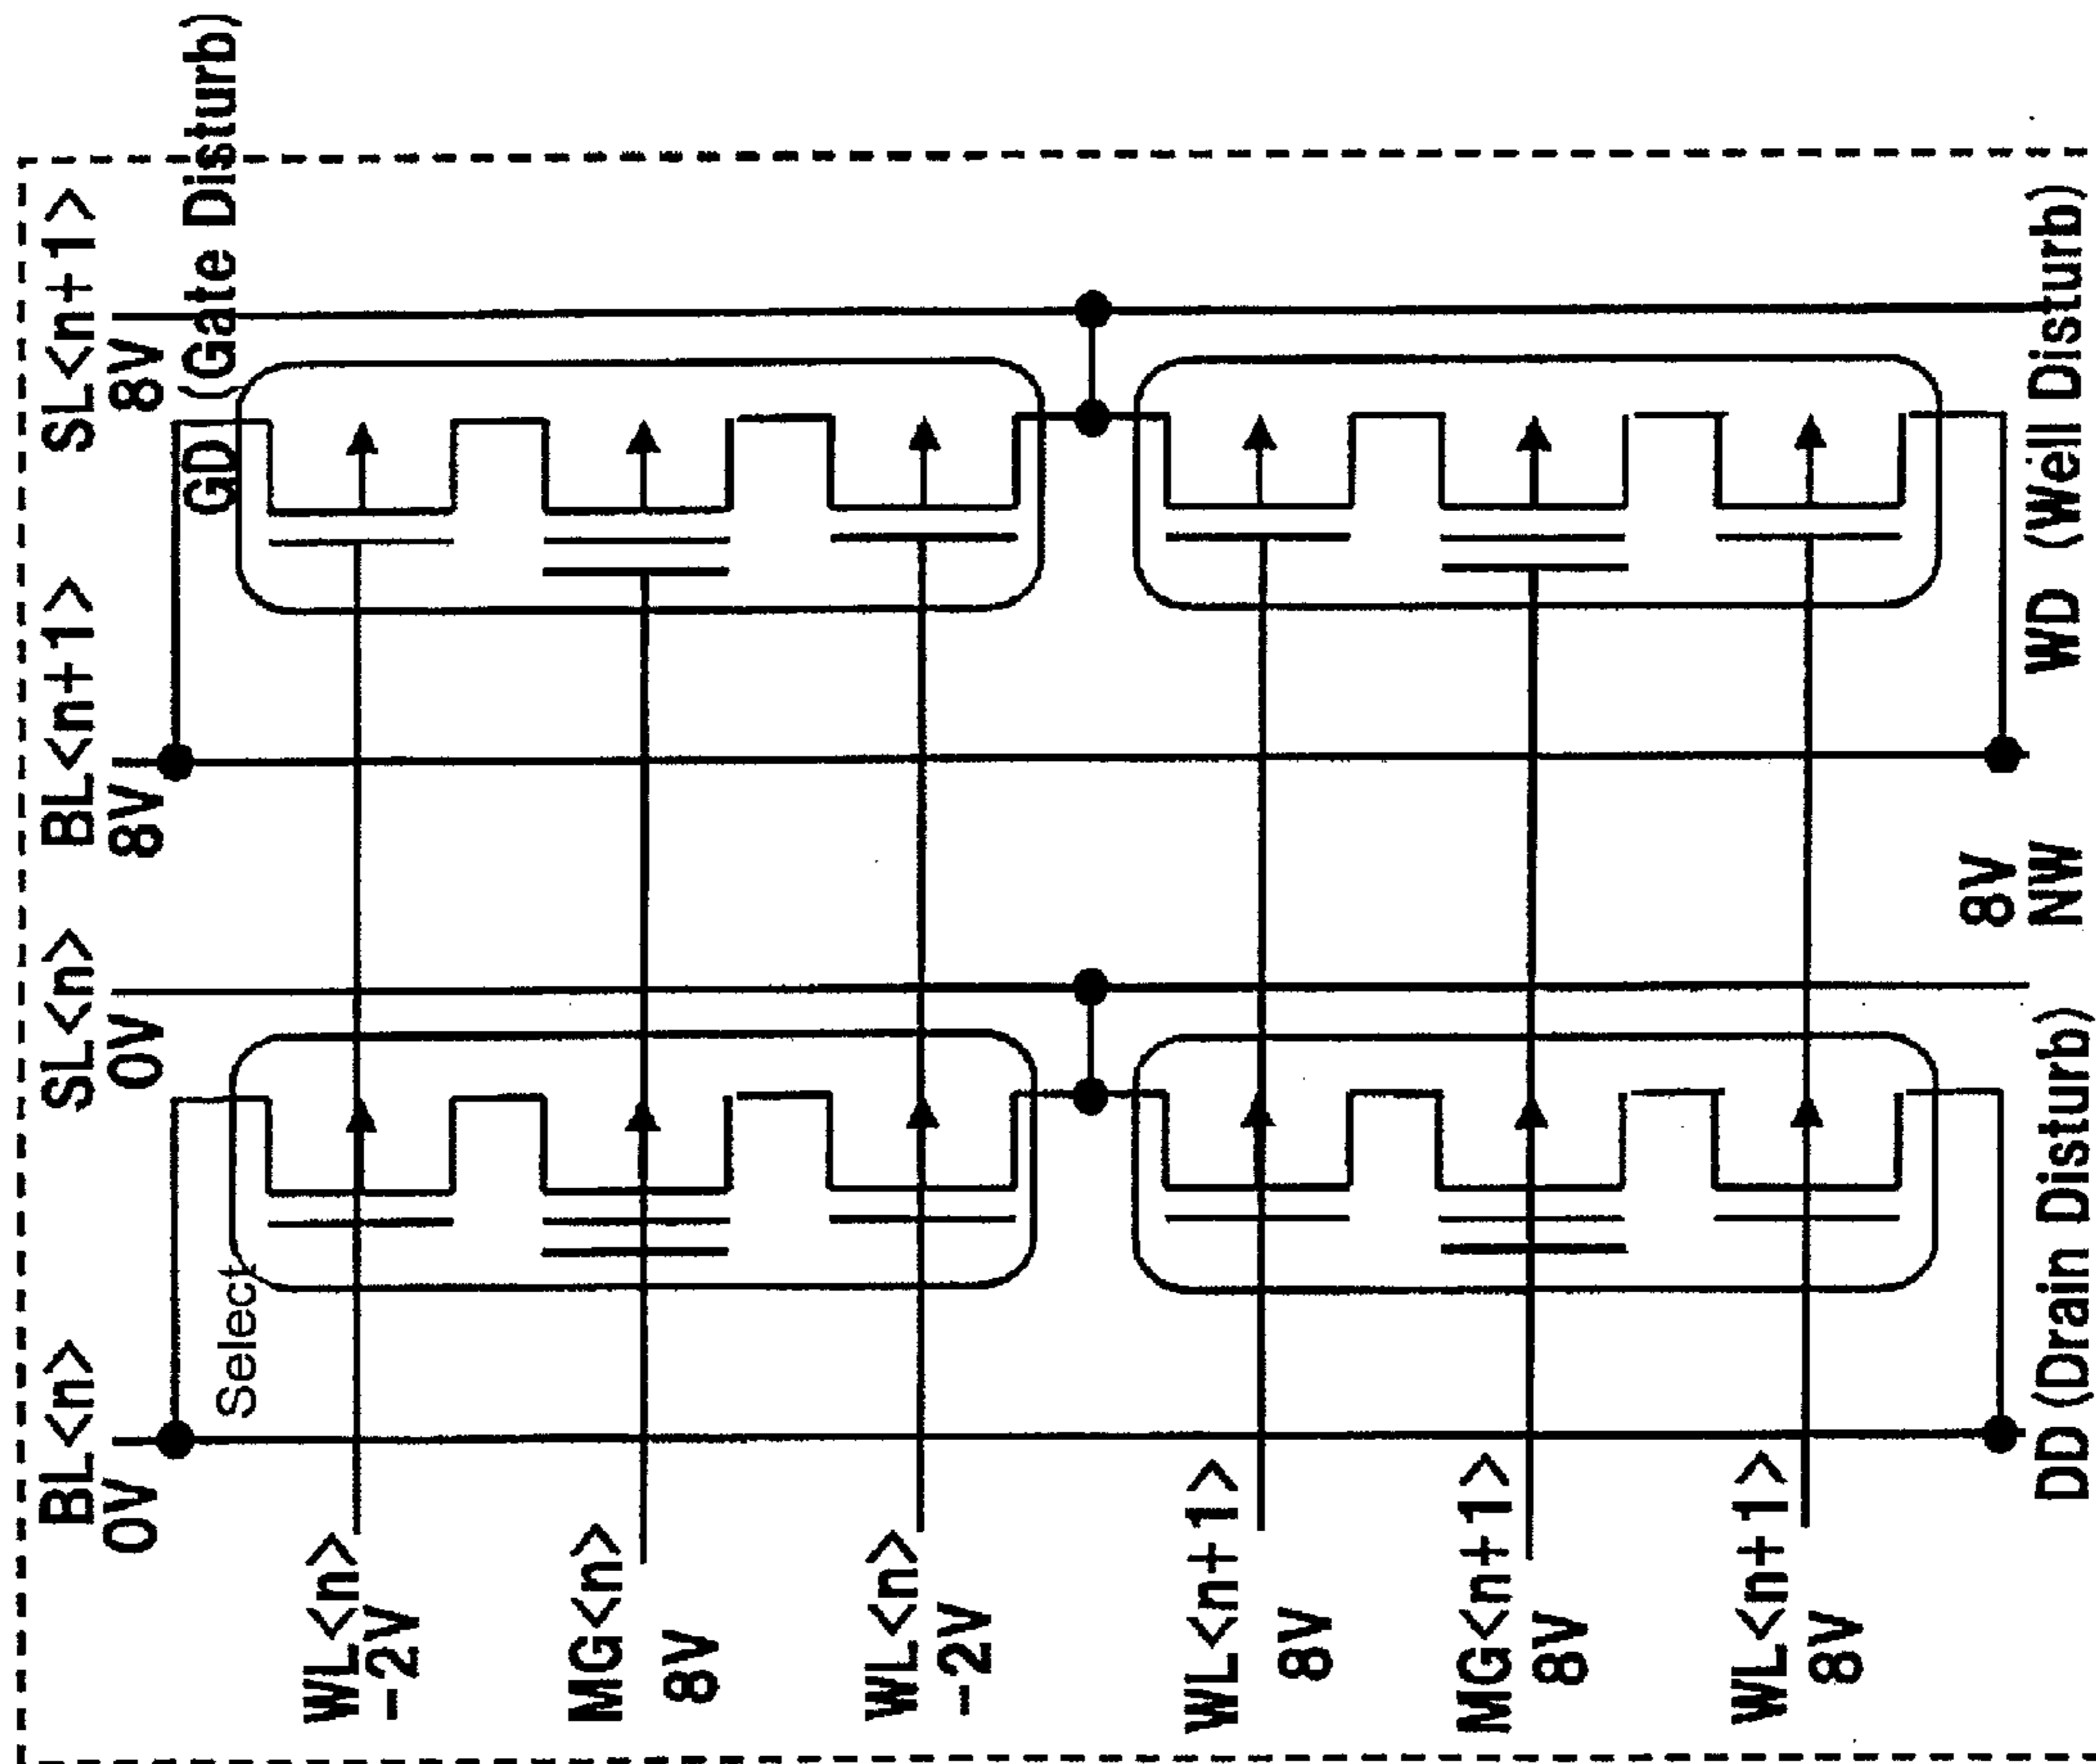 BL<n>
0V
SL<n>
0V
BL<n+1>
8V
SL<n+1>
8V
Select
GD (Gate Disturb)
WL<n>
-2V
MG<n>
8V
WL<n>
-2V
WL<n+1>
8V
MG<n+1>
8V
WL<n+1>
8V
8V
NW
DD (Drain Disturb)
WD (Well Disturb)